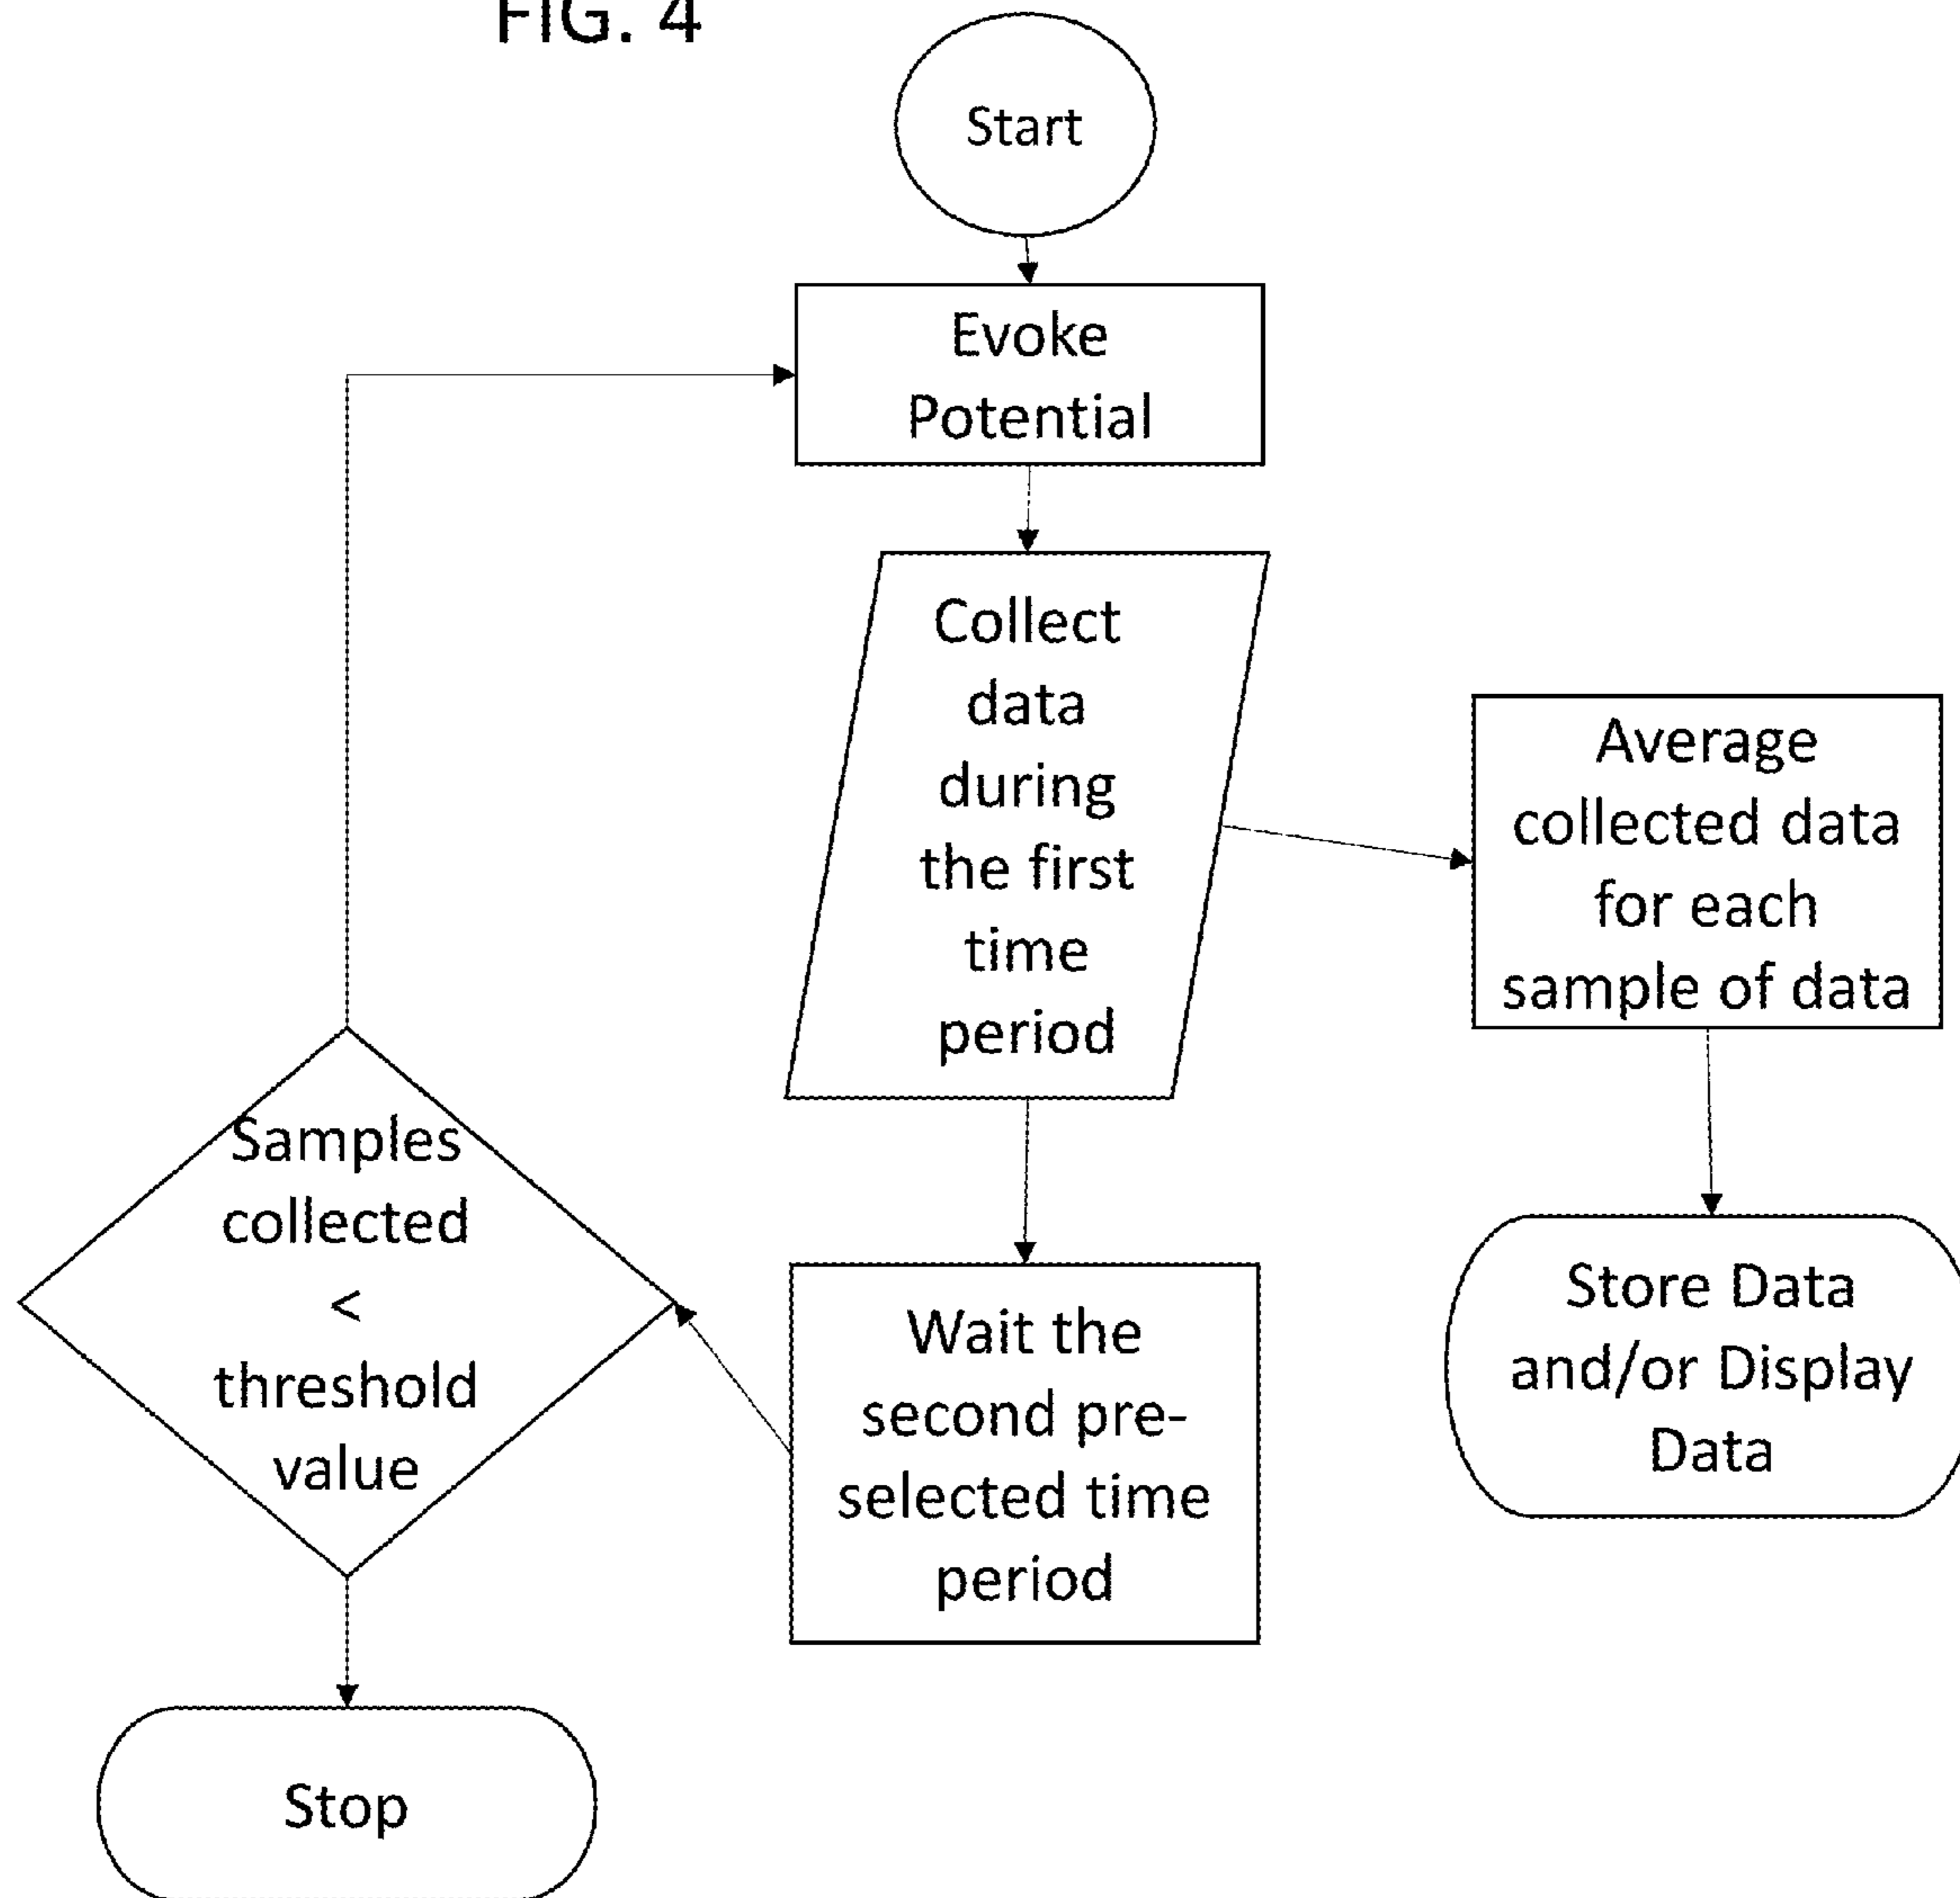 FIG. 4
Start
Evoke
Potential
Collect
data
during
the first
time
period
Average
collected data
for each
sample of data
Samples
collected
<
threshold
value
Wait the
second pre-
selected time
period
Store Data
and/or Display
Data
Stop